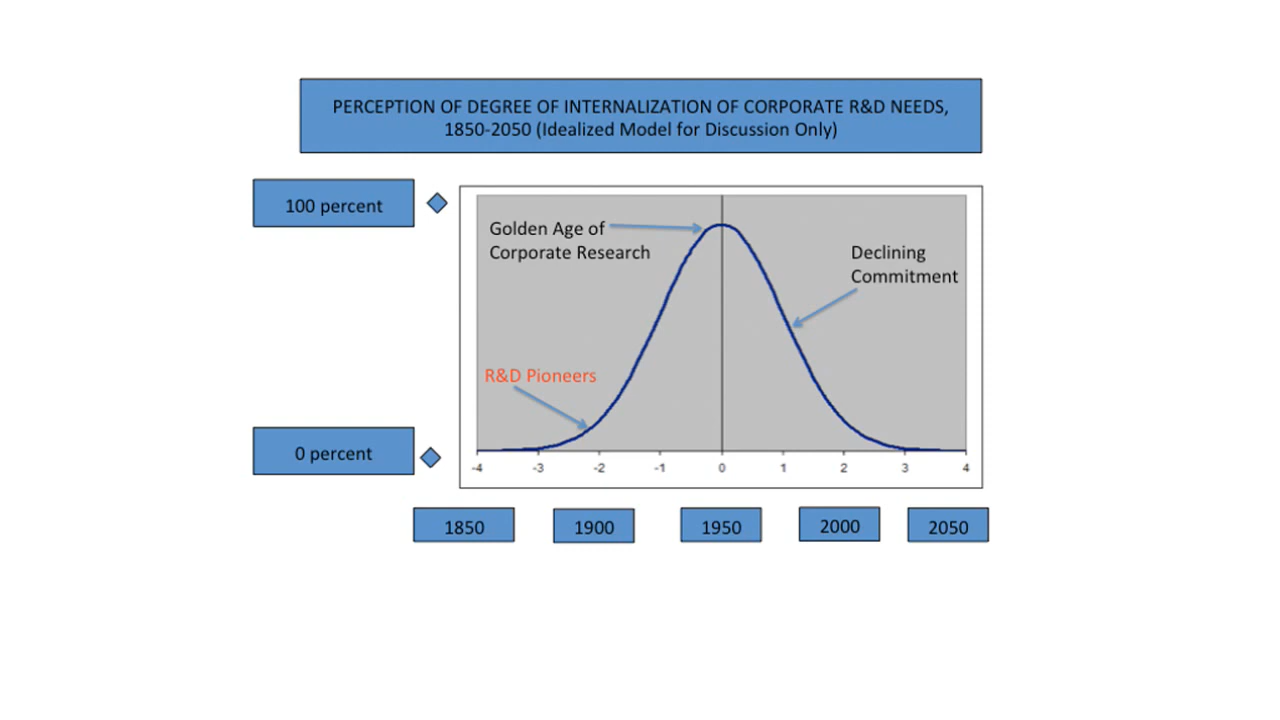 PERCEPTION OF DEGREE OF INTERNALIZATION OF CORPORATE R&D NEEDS,
1850-2050 (Idealized Model for Discussion Only)
100 percent
Golden Age of
Corporate Research
Declining
Commitment
R&D Pioneers
0 percent
-4 -3 -2 -1 0 1 2 3 4
1850 1900 1950 2000 2050